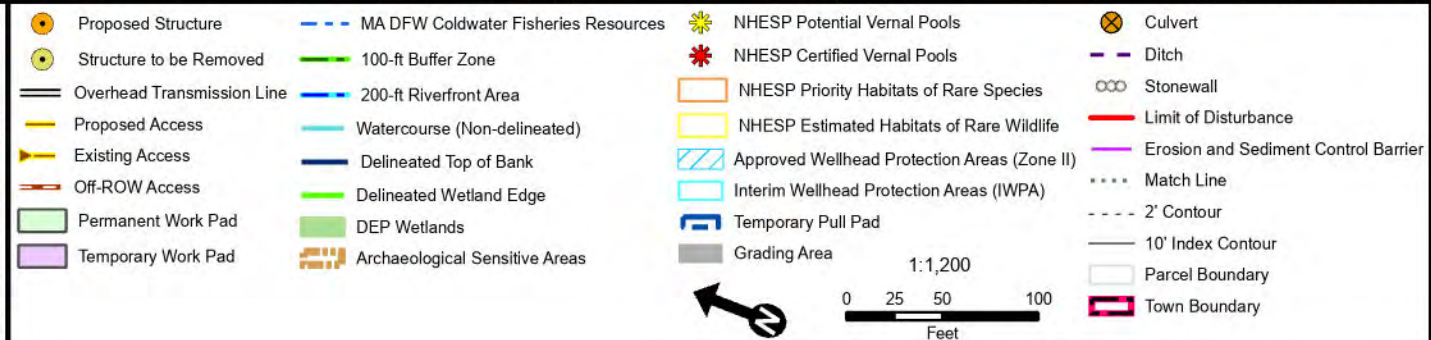 Proposed Structure
Structure to be Removed
Overhead Transmission Line
Proposed Access
Existing Access
Off-ROW Access
Permanent Work Pad
Temporary Work Pad
MA DFW Coldwater Fisheries Resources
100-ft Buffer Zone
200-ft Riverfront Area
Watercourse (Non-delineated)
Delineated Top of Bank
Delineated Wetland Edge
DEP Wetlands
Archaeological Sensitive Areas
NHESP Potential Vernal Pools
NHESP Certified Vernal Pools
NHESP Priority Habitats of Rare Species
NHESP Estimated Habitats of Rare Wildlife
Approved Wellhead Protection Areas (Zone II)
Interim Wellhead Protection Areas (IWPA)
Temporary Pull Pad
Grading Area
1:1,200
N
0 25 50 100
Feet
Culvert
Ditch
Stonewall
Limit of Disturbance
Erosion and Sediment Control Barrier
Match Line
2' Contour
10' Index Contour
Parcel Boundary
Town Boundary